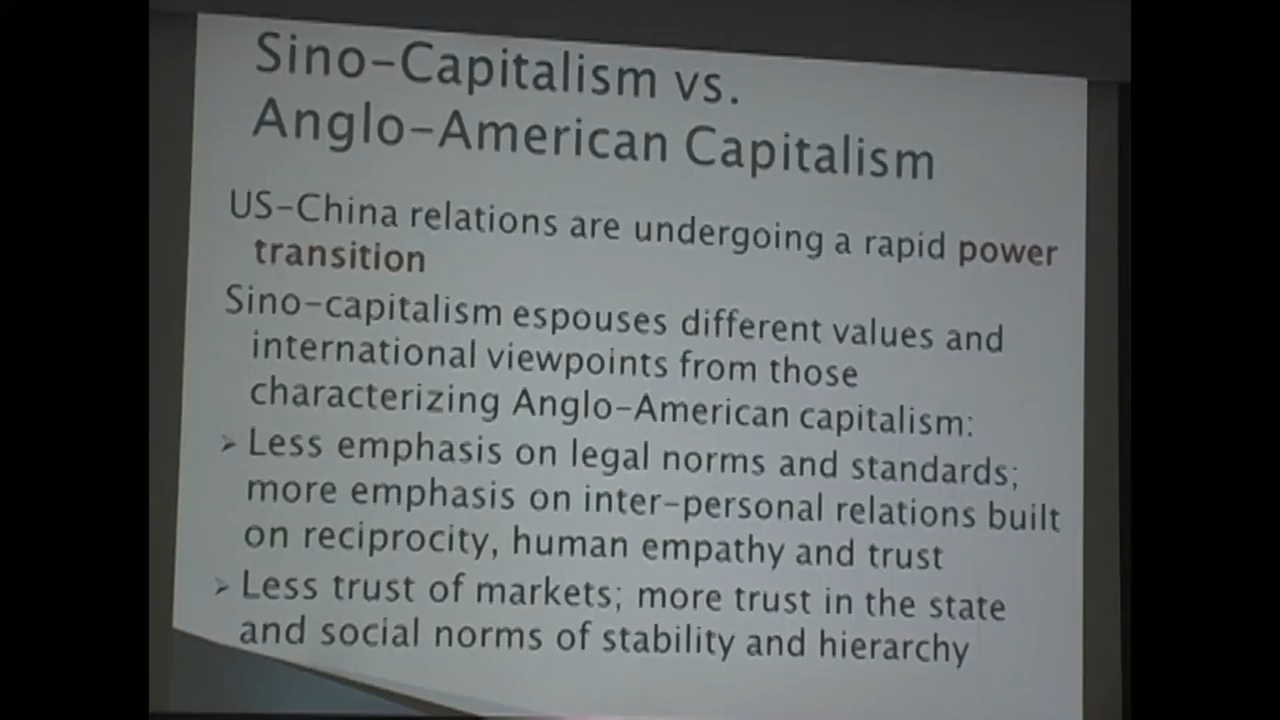 Sino-Capitalism vs.
Anglo-American Capitalism
US-China relations are undergoing a rapid power
transition
Sino-capitalism espouses different values and
international viewpoints from those
characterizing Anglo-American capitalism:
➢ Less emphasis on legal norms and standards;
more emphasis on inter-personal relations built
on reciprocity, human empathy and trust
➢ Less trust of markets; more trust in the state
and social norms of stability and hierarchy